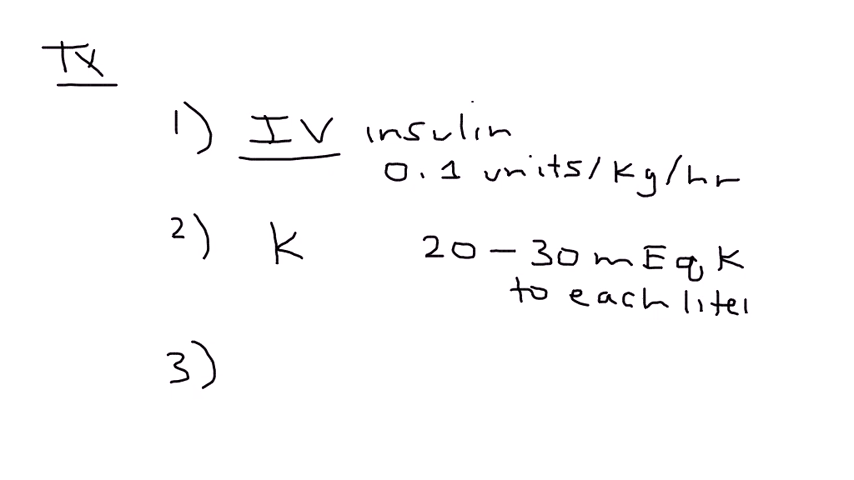 Tx
1) IV insulin
0.1 units/kg/hr
2) K 20-30 mEq K
to each liter
3)